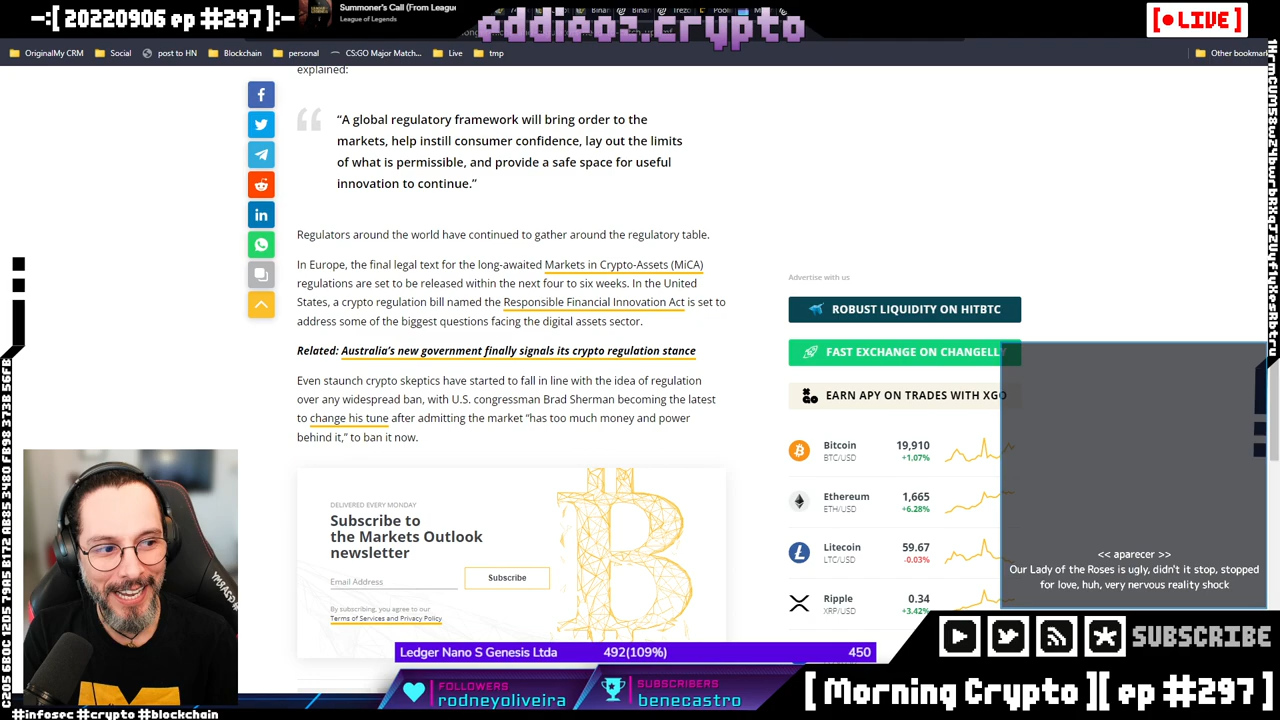 -:[ 20220906 ep #297 ]:-
Summoner's Call (From Leagu
League of Legends
eddieoz.crypto
[ LIVE ]
OriginalMy CRM
Social
post to HN
Blockchain
personal
CS:GO Major Match...
Live
tmp
Other bookmar
explained:
“A global regulatory framework will bring order to the
markets, help instill consumer confidence, lay out the limits
of what is permissible, and provide a safe space for useful
innovation to continue.”
Regulators around the world have continued to gather around the regulatory table.
In Europe, the final legal text for the long-awaited Markets in Crypto-Assets (MiCA)
regulations are set to be released within the next four to six weeks. In the United
States, a crypto regulation bill named the Responsible Financial Innovation Act is set to
address some of the biggest questions facing the digital assets sector.
Related: Australia’s new government finally signals its crypto regulation stance
Even staunch crypto skeptics have started to fall in line with the idea of regulation
over any widespread ban, with U.S. congressman Brad Sherman becoming the latest
to change his tune after admitting the market “has too much money and power
behind it,” to ban it now.
DELIVERED EVERY MONDAY
Subscribe to
the Markets Outlook
newsletter
Email Address
Subscribe
By subscribing, you agree to our
Terms of Services and Privacy Policy
Advertise with us
ROBUST LIQUIDITY ON HITBTC
FAST EXCHANGE ON CHANGELLY
EARN APY ON TRADES WITH XGO
Bitcoin 19,910
BTC/USD +1.07%
Ethereum 1,665
ETH/USD +6.28%
Litecoin 59.67
LTC/USD -0.03%
Ripple 0.34
XRP/USD +3.42%
<< aparecer >>
Our Lady of the Roses is ugly, didn't it stop, stopped
for love, huh, very nervous reality shock
Ledger Nano S Genesis Ltda 492(109%) 450
FOLLOWERS
rodneyoliveira
SUBSCRIBERS
benecastro
SUBSCRIBE
[ Morning Crypto ][ ep #297 ]
#infosec #crypto #blockchain